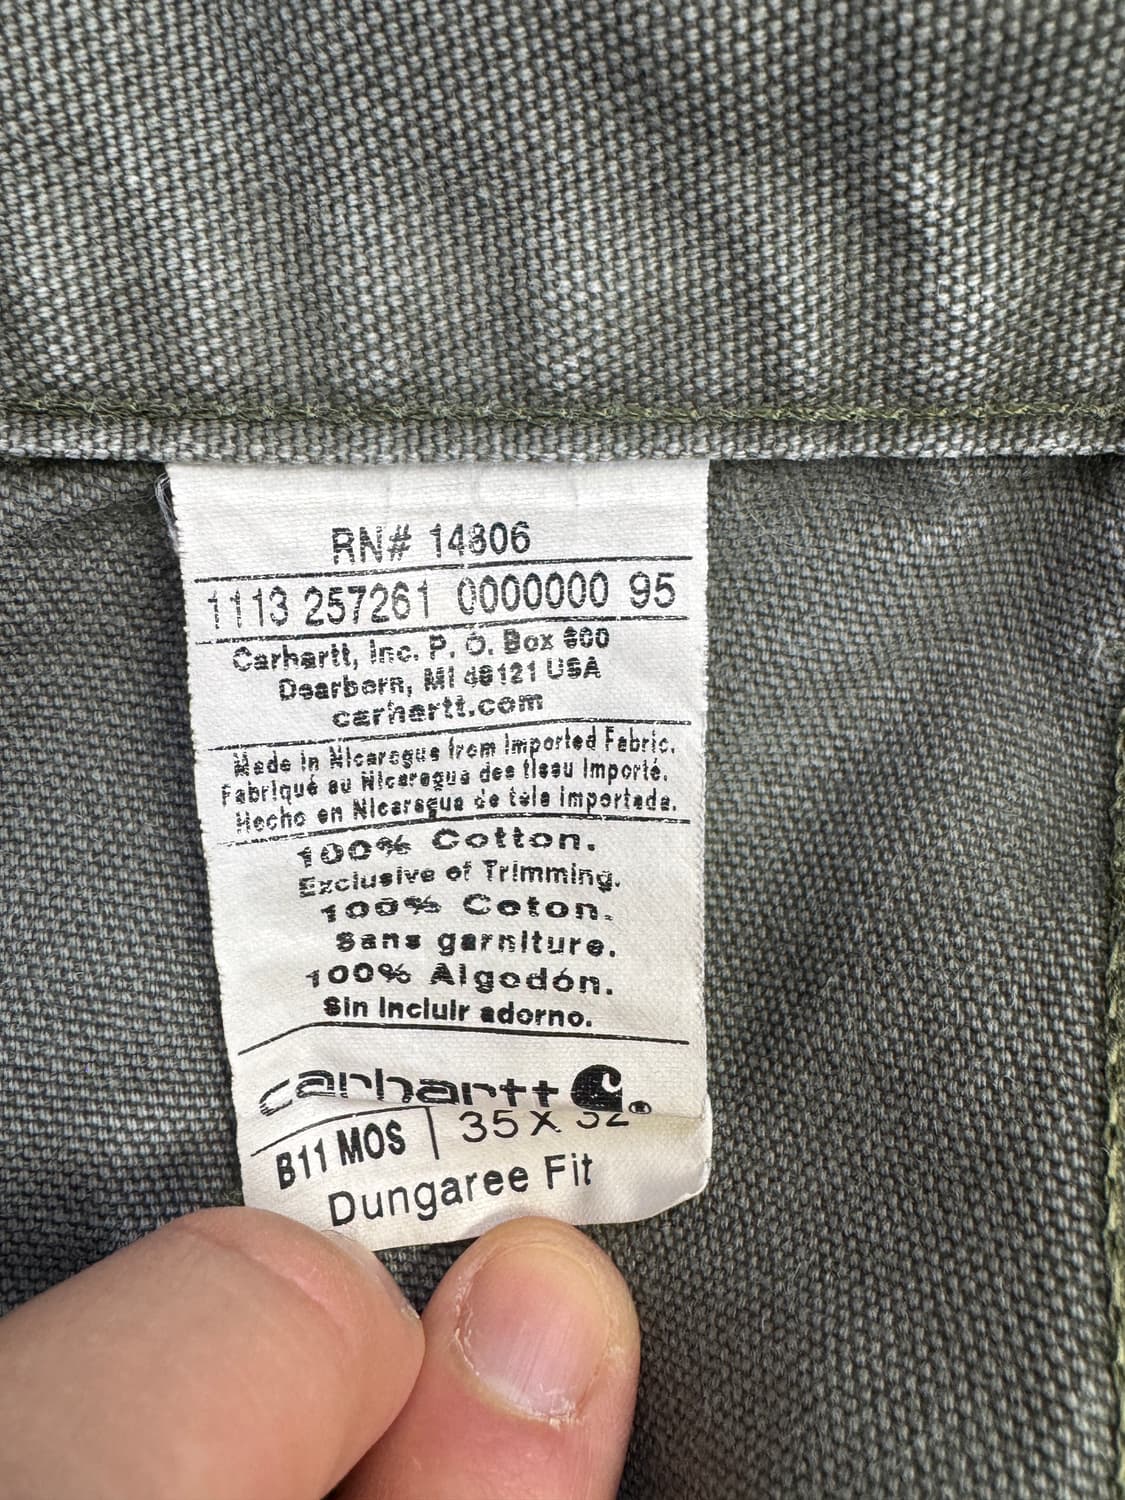 RN# 14806
1113 257261 0000000 95
Carhartt, Inc. P. O. Box 600
Dearborn, MI 48121 USA
carhartt.com
Made in Nicaragua from Imported Fabric.
Fabriqué au Nicaragua des tissu importé.
Hecho en Nicaragua de tela importada.
100% Cotton.
Exclusive of Trimming.
100% Coton.
Sans garniture.
100% Algodón.
Sin incluir adorno.
carhartt ®
B11 MOS | 35 X 32
Dungaree Fit